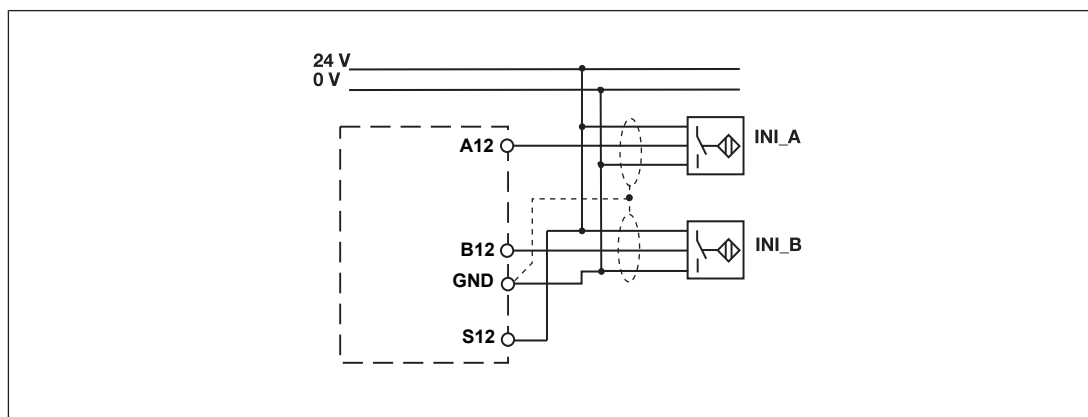 24 V
0 V
A12
INI_A
B12
INI_B
GND
S12